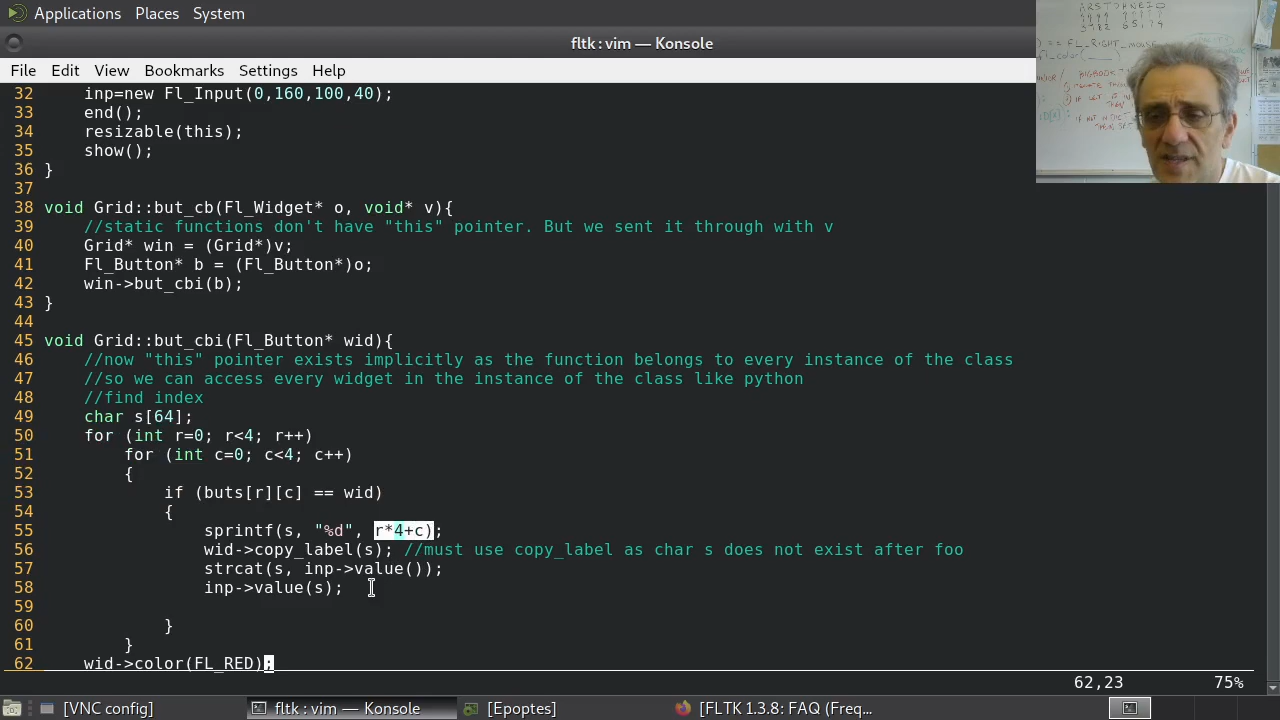 Applications Places System
fltk : vim — Konsole
File Edit View Bookmarks Settings Help
32 inp=new Fl_Input(0,160,100,40);
33 end();
34 resizable(this);
35 show();
36 }
37
38 void Grid::but_cb(Fl_Widget* o, void* v){
39 //static functions don't have "this" pointer. But we sent it through with v
40 Grid* win = (Grid*)v;
41 Fl_Button* b = (Fl_Button*)o;
42 win->but_cbi(b);
43 }
44
45 void Grid::but_cbi(Fl_Button* wid){
46 //now "this" pointer exists implicitly as the function belongs to every instance of the class
47 //so we can access every widget in the instance of the class like python
48 //find index
49 char s[64];
50 for (int r=0; r<4; r++)
51 for (int c=0; c<4; c++)
52 {
53 if (buts[r][c] == wid)
54 {
55 sprintf(s, "%d", r*4+c);
56 wid->copy_label(s); //must use copy_label as char s does not exist after foo
57 strcat(s, inp->value());
58 inp->value(s);
59
60 }
61 }
62 wid->color(FL_RED);
62,23 75%
[VNC config] fltk : vim — Konsole [Epoptes] [FLTK 1.3.8: FAQ (Freq...